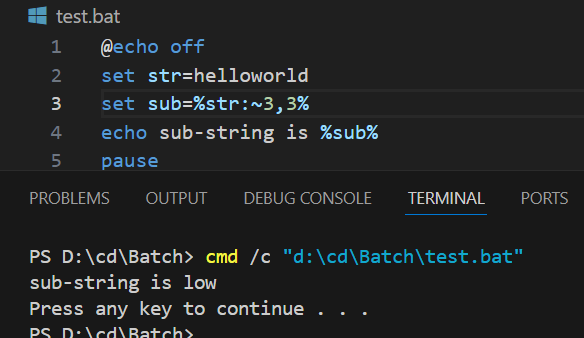 test.bat
1 @echo off
2 set str=helloworld
3 set sub=%str:~3,3%
4 echo sub-string is %sub%
5 pause
PROBLEMS OUTPUT DEBUG CONSOLE TERMINAL PORTS
PS D:\cd\Batch> cmd /c "d:\cd\Batch\test.bat"
sub-string is low
Press any key to continue . . .
PS D:\cd\Batch>